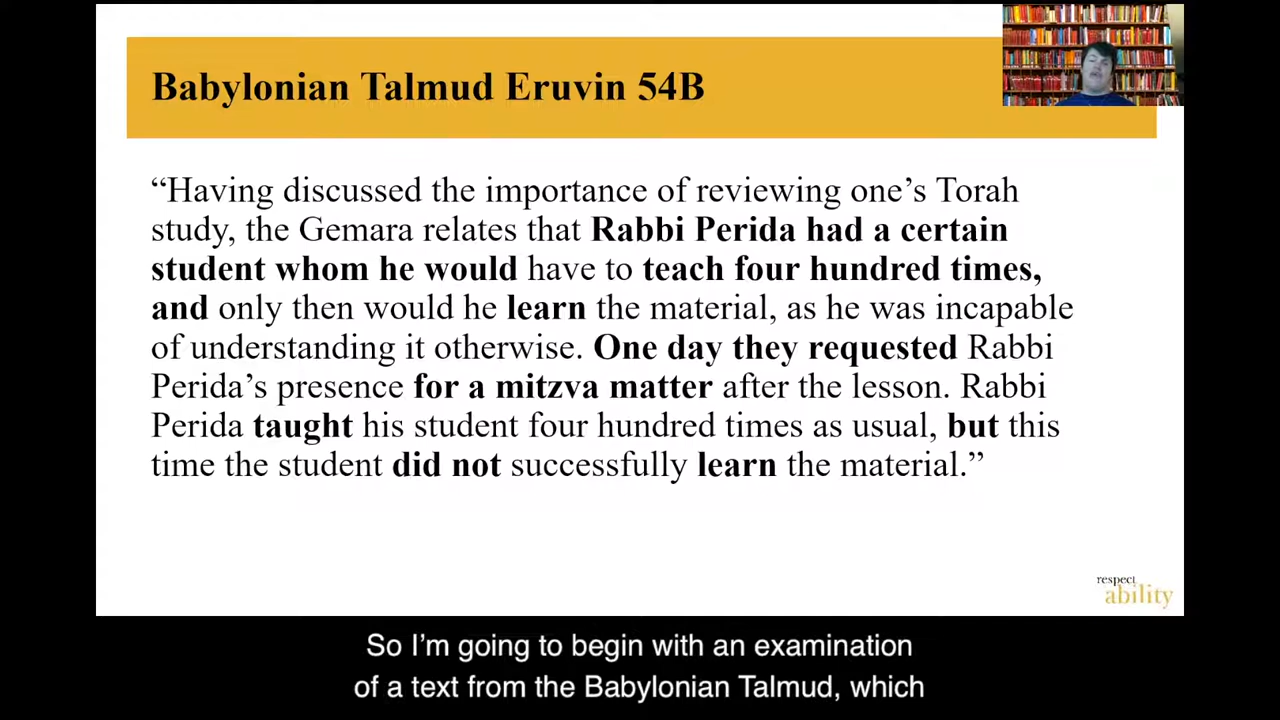 Babylonian Talmud Eruvin 54B
“Having discussed the importance of reviewing one’s Torah
study, the Gemara relates that Rabbi Perida had a certain
student whom he would have to teach four hundred times,
and only then would he learn the material, as he was incapable
of understanding it otherwise. One day they requested Rabbi
Perida’s presence for a mitzva matter after the lesson. Rabbi
Perida taught his student four hundred times as usual, but this
time the student did not successfully learn the material.”
respect
ability
So I’m going to begin with an examination
of a text from the Babylonian Talmud, which